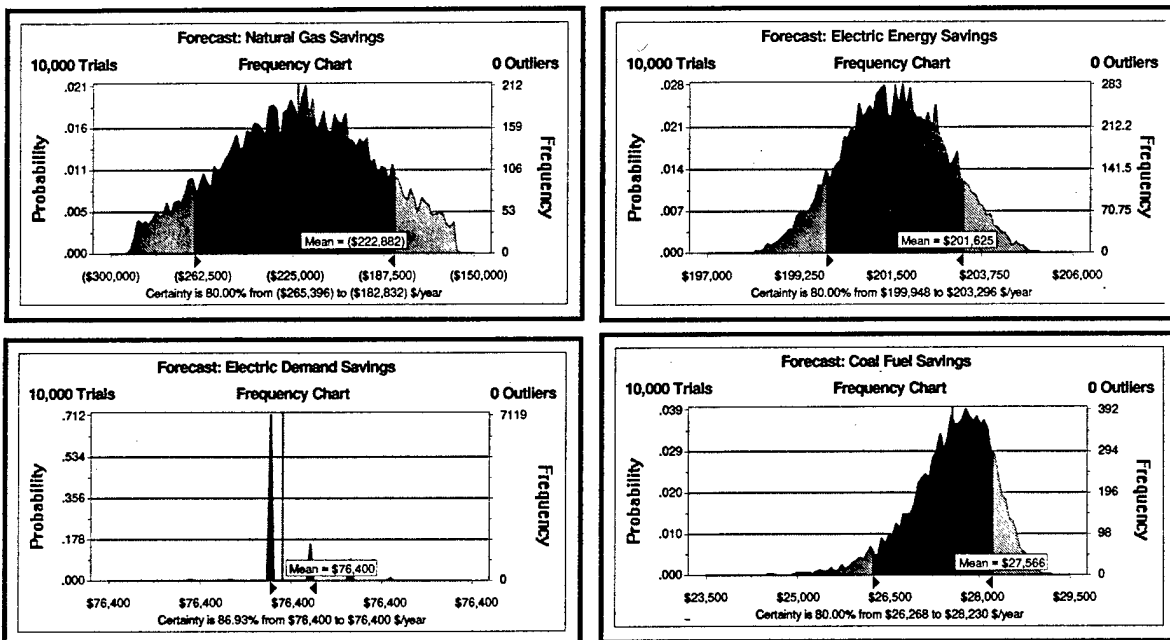 Forecast: Natural Gas Savings
10,000 Trials Frequency Chart 0 Outliers
.021 212
.016 159
.011 106
.005 53
.000 0
Probability
Frequency
Mean = ($222,882)
($300,000) ($262,500) ($225,000) ($187,500) ($150,000)
Certainty is 80.00% from ($265,396) to ($182,832) $/year
Forecast: Electric Energy Savings
10,000 Trials Frequency Chart 0 Outliers
.028 283
.021 212.2
.014 141.5
.007 70.75
.000 0
Probability
Frequency
Mean = $201,625
$197,000 $199,250 $201,500 $203,750 $206,000
Certainty is 80.00% from $199,948 to $203,296 $/year
Forecast: Electric Demand Savings
10,000 Trials Frequency Chart 0 Outliers
.712 7119
.534
.356
.178
.000 0
Probability
Frequency
Mean = $76,400
$76,400 $76,400 $76,400 $76,400 $76,400
Certainty is 86.93% from $76,400 to $76,400 $/year
Forecast: Coal Fuel Savings
10,000 Trials Frequency Chart 0 Outliers
.039 392
.029 294
.020 196
.010 98
.000 0
Probability
Frequency
Mean = $27,566
$23,500 $25,000 $26,500 $28,000 $29,500
Certainty is 80.00% from $26,268 to $28,230 $/year